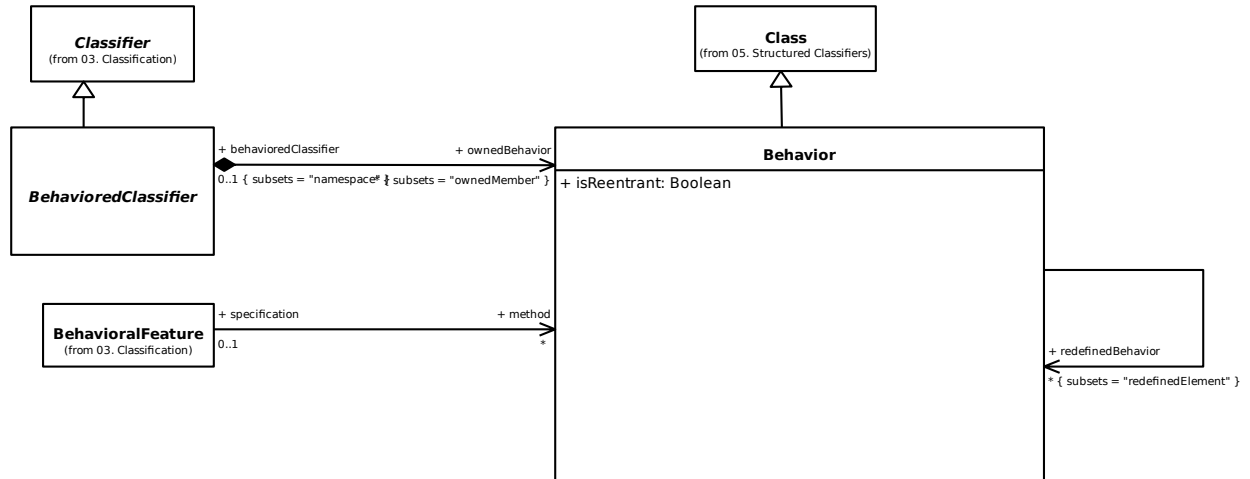 Classifier
(from 03. Classification)
Class
(from 05. Structured Classifiers)
+ behavioredClassifier
+ ownedBehavior
0..1 { subsets = "namespace" }
* { subsets = "ownedMember" }
BehavioredClassifier
Behavior
+ isReentrant: Boolean
BehavioralFeature
(from 03. Classification)
+ specification
+ method
0..1
*
+ redefinedBehavior
* { subsets = "redefinedElement" }